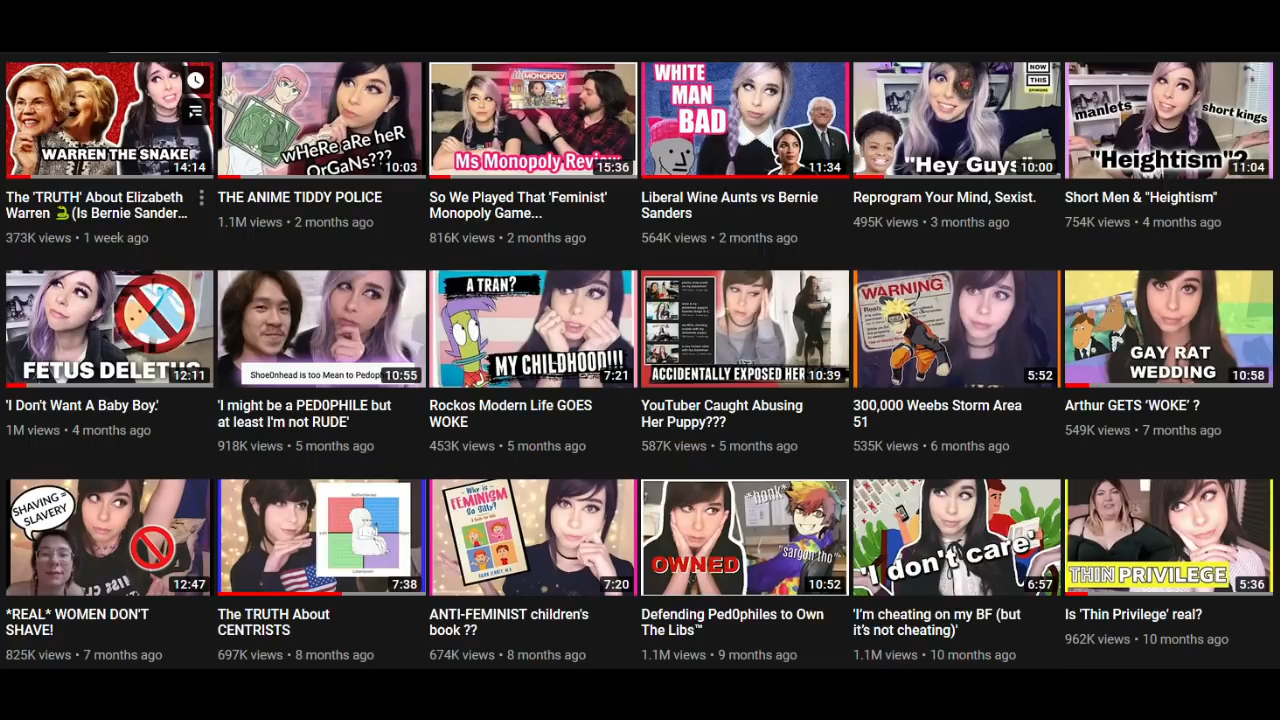 WARREN THE SNAKE
14:14
wHeRe aRe heR
OrGaNs???
10:03
MONOPOLY
Ms Monopoly Review
15:36
WHITE
MAN
BAD
11:34
NOW
THIS
OPINIONS
"Hey Guys"
10:00
manlets
short kings
"Heightism"?
11:04
The 'TRUTH' About Elizabeth
Warren 🐍(Is Bernie Sander...
373K views • 1 week ago
THE ANIME TIDDY POLICE
1.1M views • 2 months ago
So We Played That 'Feminist'
Monopoly Game...
816K views • 2 months ago
Liberal Wine Aunts vs Bernie
Sanders
564K views • 2 months ago
Reprogram Your Mind, Sexist.
495K views • 3 months ago
Short Men & "Heightism"
754K views • 4 months ago
FETUS DELETUS
12:11
Shoe0nhead is too Mean to Pedop
10:55
A TRAN?
MY CHILDHOOD!!!
7:21
ACCIDENTALLY EXPOSED HER
10:39
WARNING
5:52
GAY RAT
WEDDING
10:58
'I Don't Want A Baby Boy.'
1M views • 4 months ago
'I might be a PED0PHILE but
at least I'm not RUDE'
918K views • 5 months ago
Rockos Modern Life GOES
WOKE
453K views • 5 months ago
YouTuber Caught Abusing
Her Puppy???
587K views • 5 months ago
300,000 Weebs Storm Area
51
535K views • 6 months ago
Arthur GETS 'WOKE' ?
549K views • 7 months ago
SHAVING =
SLAVERY
12:47
7:38
Why is
FEMINISM
So Silly?
A Guide for Kids
7:20
*honk*
OWNED
"sargon tho"
10:52
'I don't care'
6:57
THIN PRIVILEGE
5:36
*REAL* WOMEN DON'T
SHAVE!
825K views • 7 months ago
The TRUTH About
CENTRISTS
697K views • 8 months ago
ANTI-FEMINIST children's
book ??
674K views • 8 months ago
Defending Ped0philes to Own
The Libs™
1.1M views • 9 months ago
'I'm cheating on my BF (but
it's not cheating)'
1.1M views • 10 months ago
Is 'Thin Privilege' real?
962K views • 10 months ago